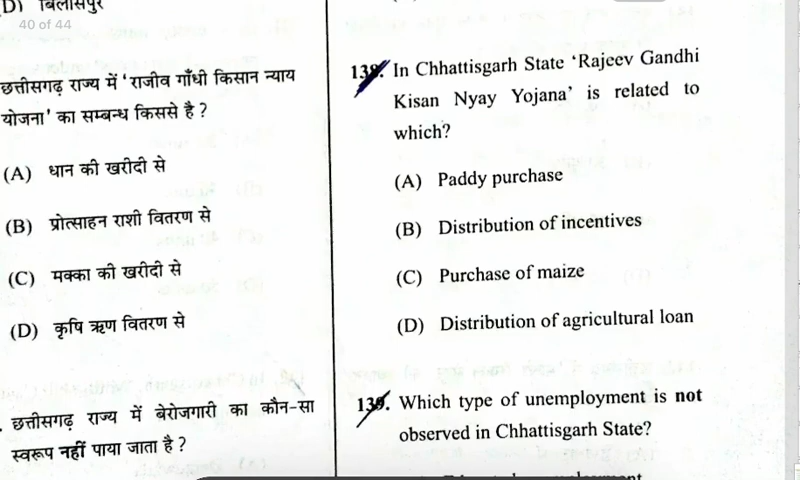 D) बिलासपुर
40 of 44
छत्तीसगढ़ राज्य में 'राजीव गाँधी किसान न्याय
योजना' का सम्बन्ध किससे है ?
(A) धान की खरीदी से
(B) प्रोत्साहन राशी वितरण से
(C) मक्का की खरीदी से
(D) कृषि ऋण वितरण से
छत्तीसगढ़ राज्य में बेरोजगारी का कौन-सा
स्वरूप नहीं पाया जाता है ?
138. In Chhattisgarh State ‘Rajeev Gandhi
Kisan Nyay Yojana’ is related to
which?
(A) Paddy purchase
(B) Distribution of incentives
(C) Purchase of maize
(D) Distribution of agricultural loan
139. Which type of unemployment is not
observed in Chhattisgarh State?